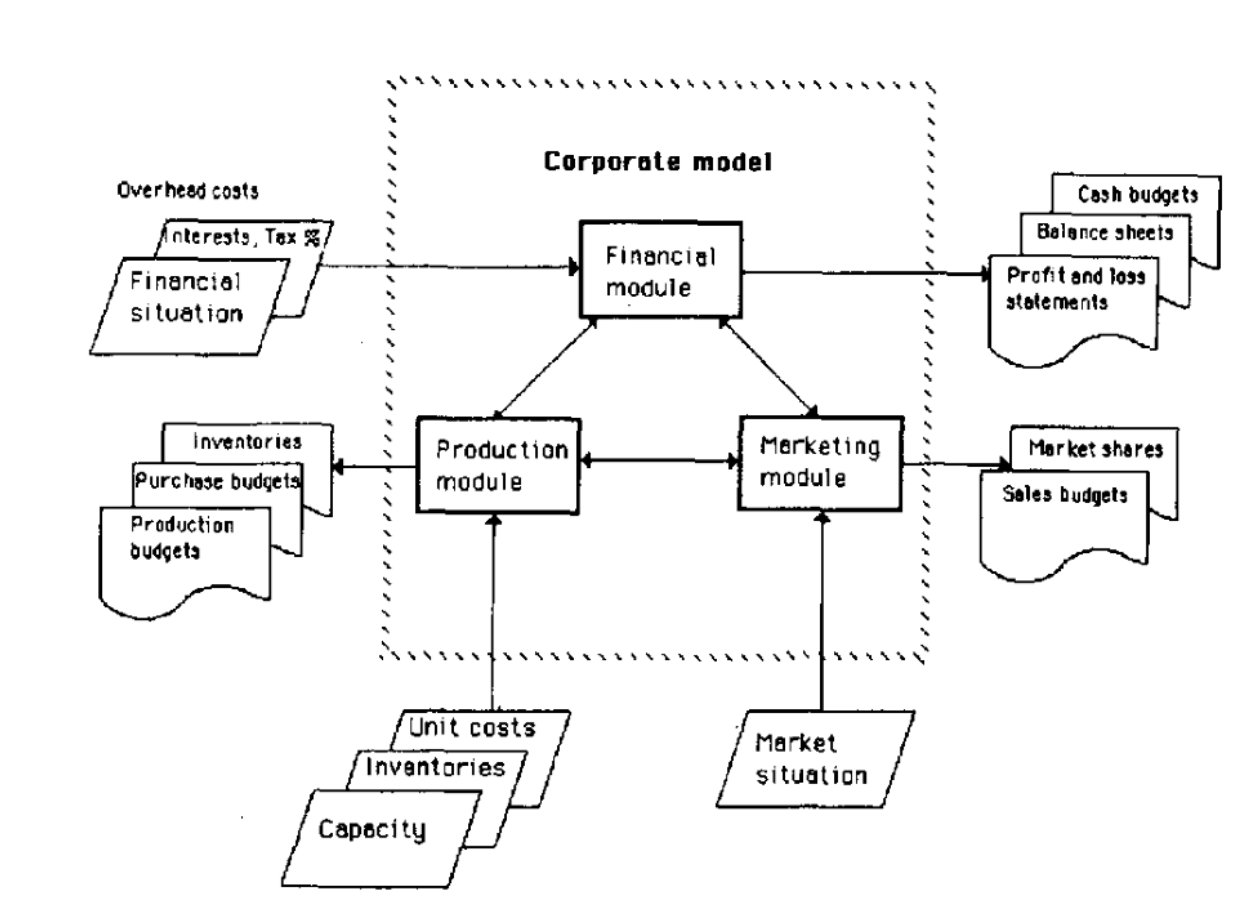 Corporate model
Overhead costs
Interests, Tax %
Financial
situation
Financial
module
Cash budgets
Balance sheets
Profit and loss
statements
Inventories
Purchase budgets
Production
budgets
Production
module
Marketing
module
Market shares
Sales budgets
Unit costs
Inventories
Capacity
Market
situation